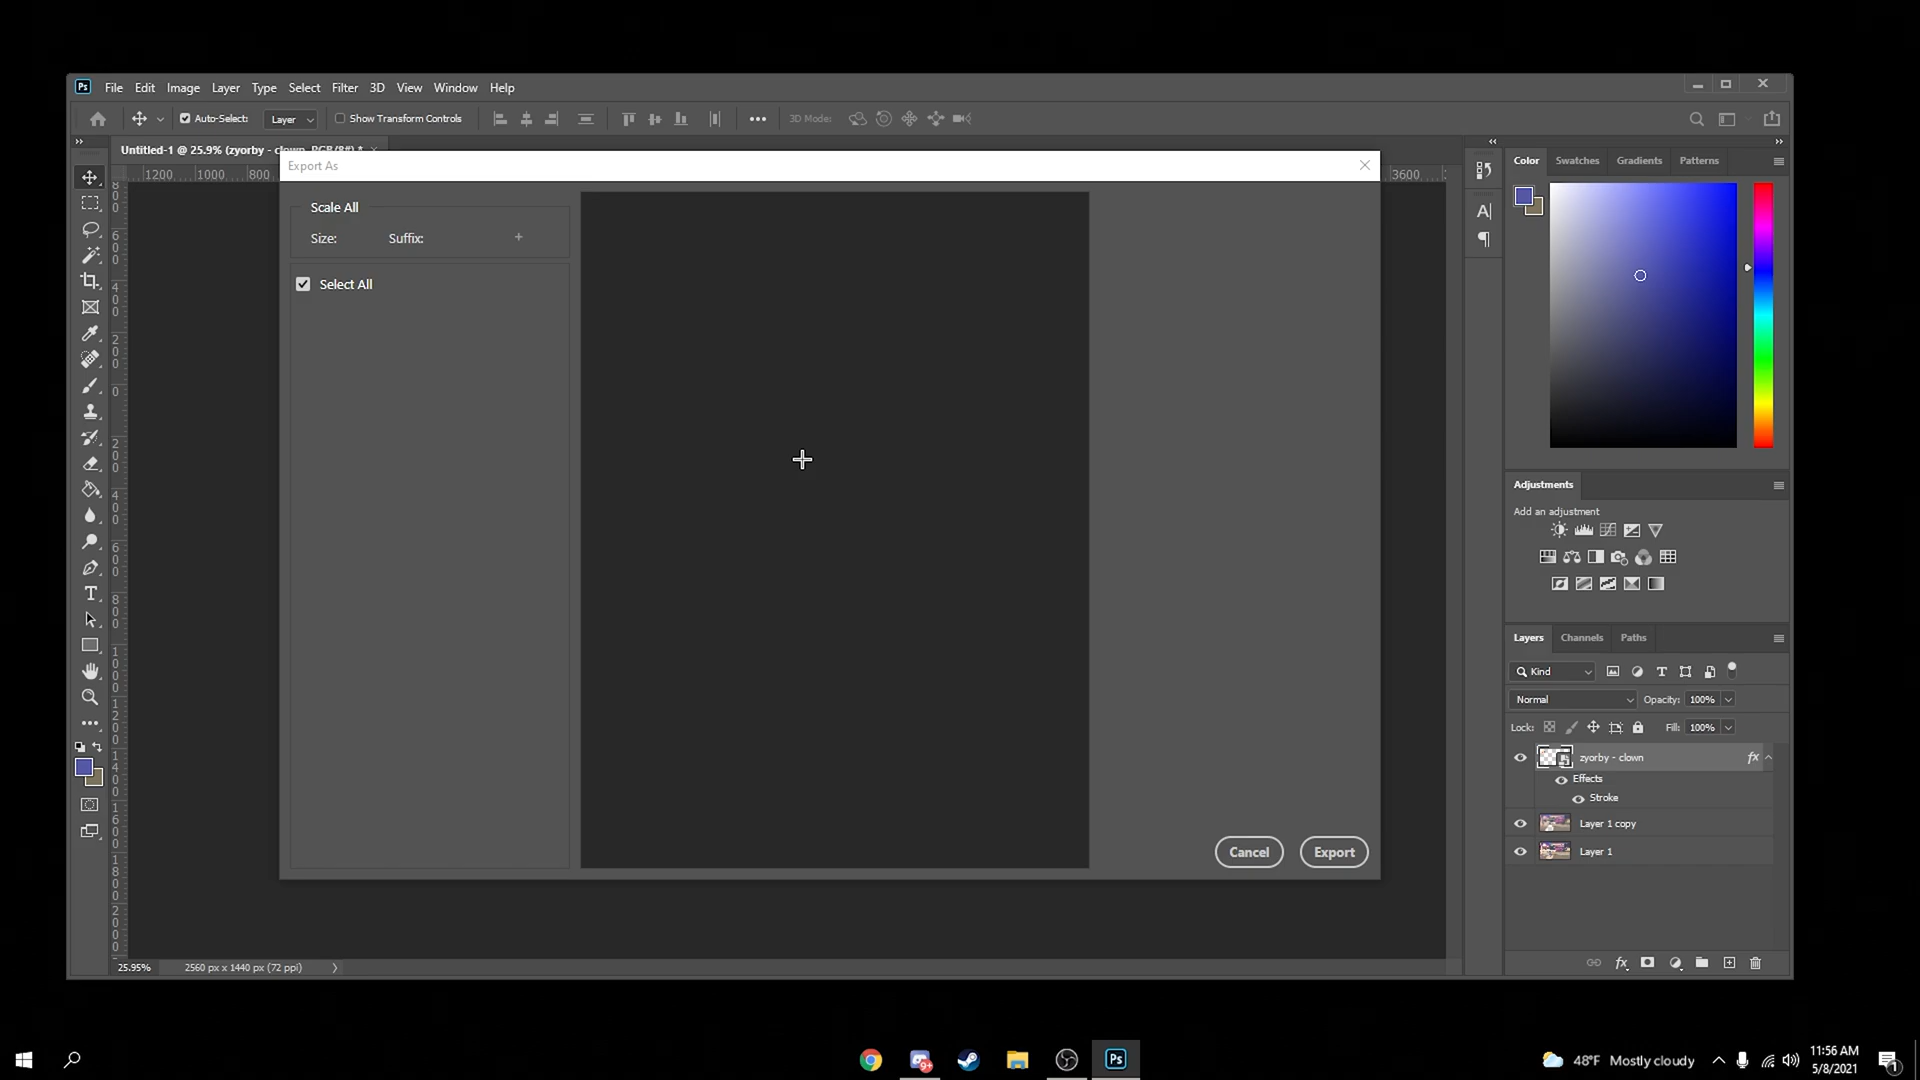 Ps File Edit Image Layer Type Select Filter 3D View Window Help
Auto-Select: Layer Show Transform Controls 3D Mode:
Untitled-1 @ 25.9% (zyorby - clown, RGB/8#) *
Export As
1200 1000 800 3600
Scale All
Size: Suffix: +
Select All
Cancel Export
Color Swatches Gradients Patterns
Adjustments
Add an adjustment
Layers Channels Paths
Kind
Normal Opacity: 100%
Lock: Fill: 100%
zyorby - clown fx
Effects
Stroke
Layer 1 copy
Layer 1
25.95% 2560 px x 1440 px (72 ppi)
48°F Mostly cloudy
11:56 AM
5/8/2021